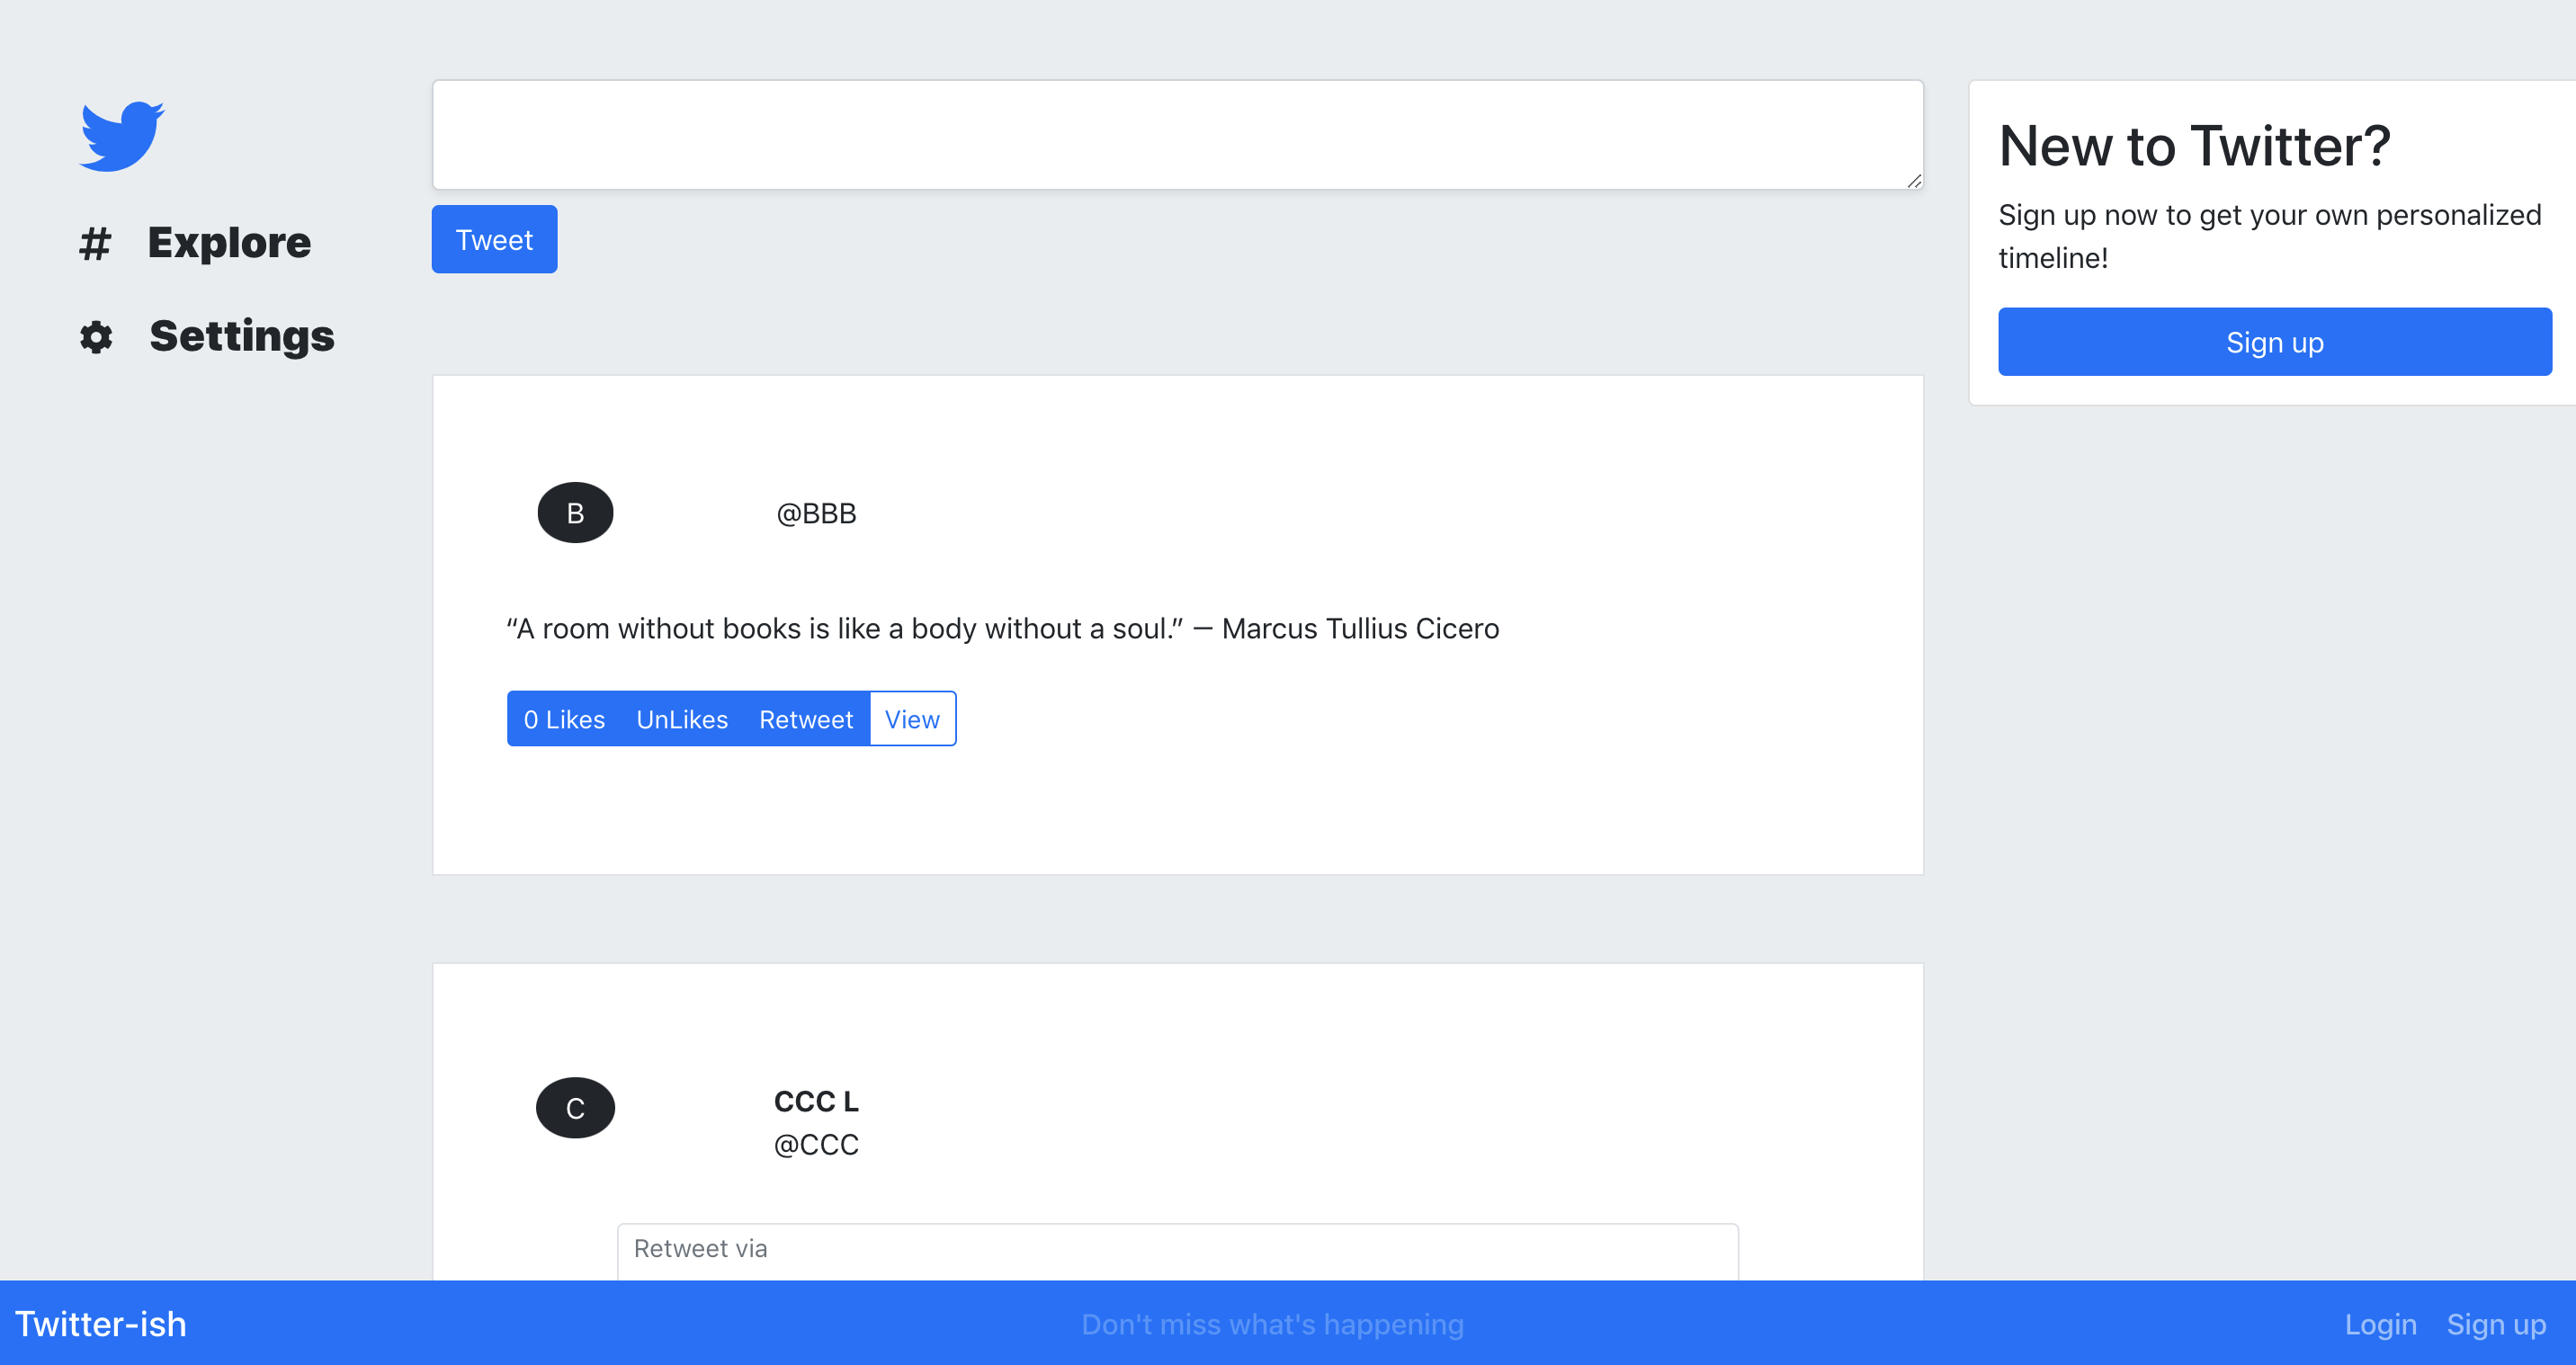 # Explore
Settings
Tweet
New to Twitter?
Sign up now to get your own personalized
timeline!
Sign up
B
@BBB
“A room without books is like a body without a soul.” — Marcus Tullius Cicero
0 Likes UnLikes Retweet View
C
CCC L
@CCC
Retweet via
Twitter-ish Don't miss what's happening Login Sign up